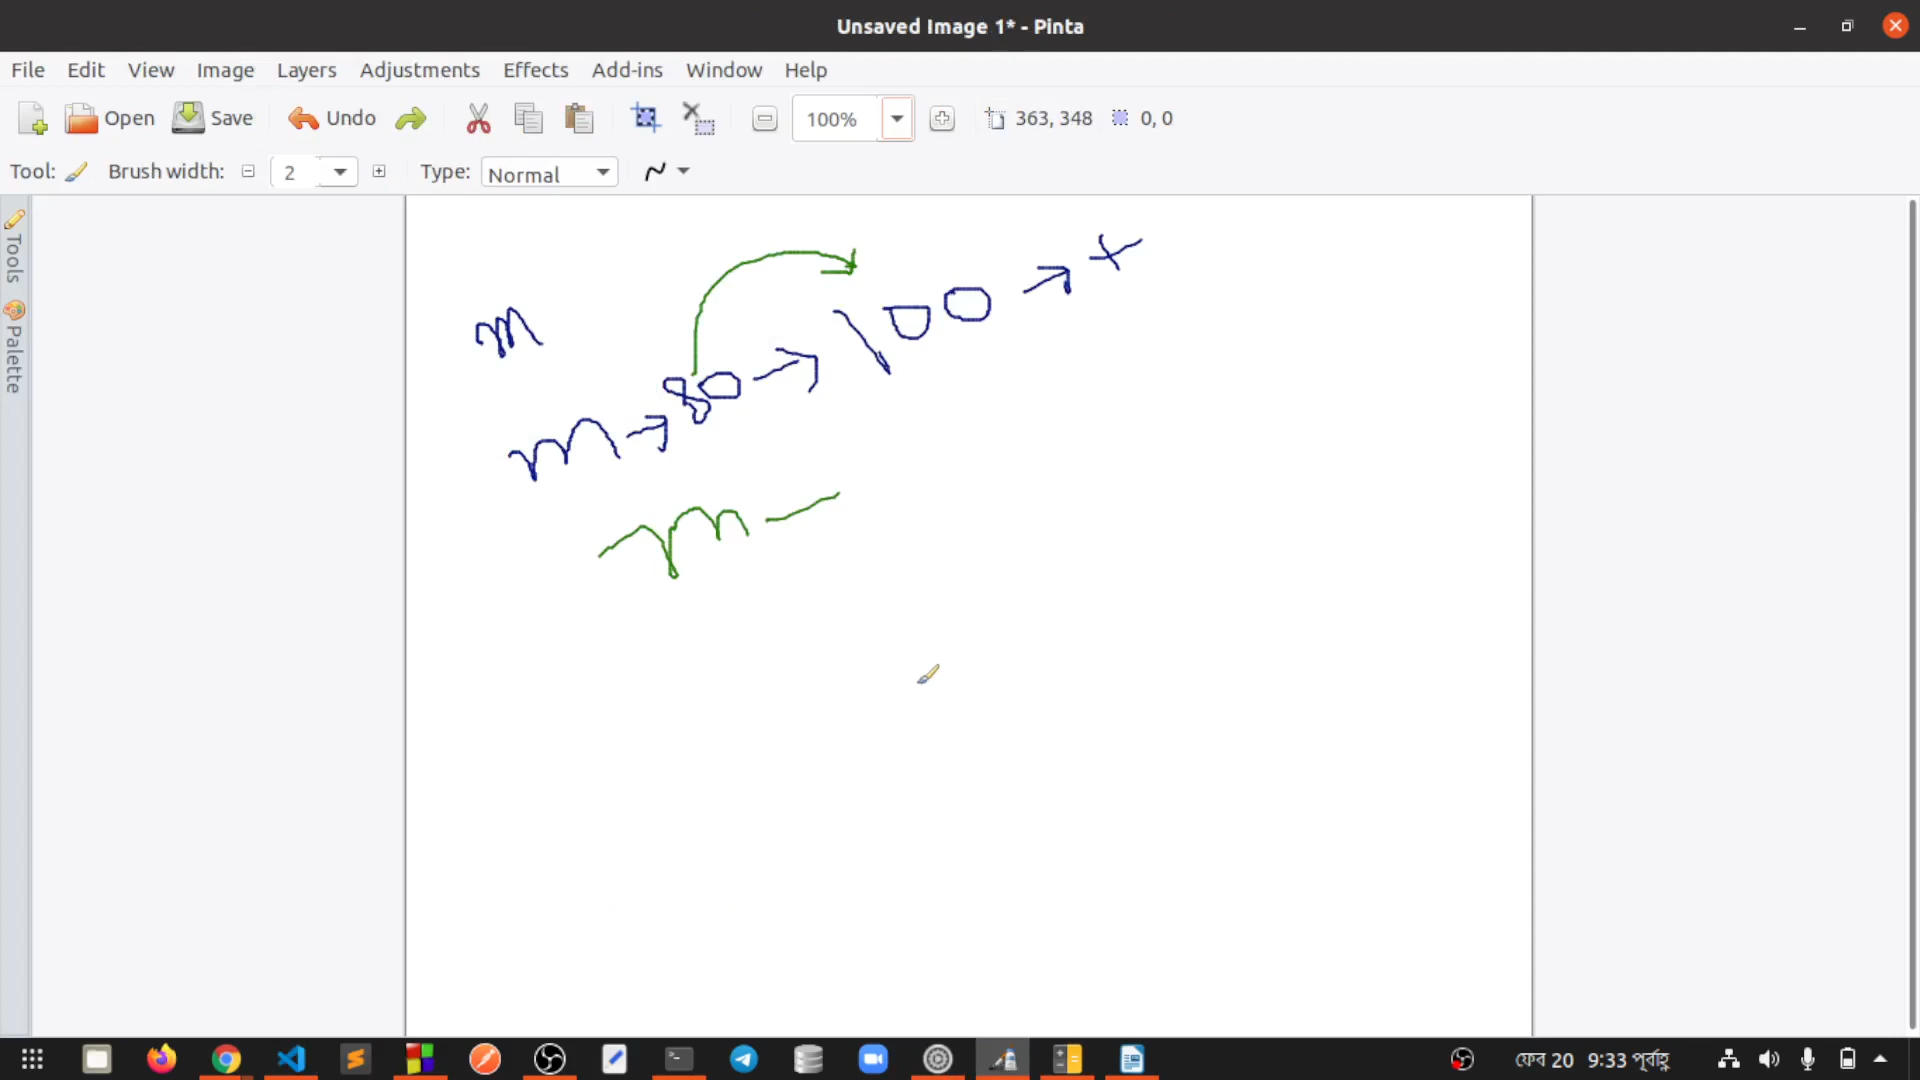 Unsaved Image 1* - Pinta
File Edit View Image Layers Adjustments Effects Add-ins Window Help
Open Save Undo 100% 363, 348 0, 0
Tool: Brush width: 2 Type: Normal
Tools
Palette
m
m → 80 → 100 → +
m —
ফেব 20 9:33 পূর্বাহ্ণ